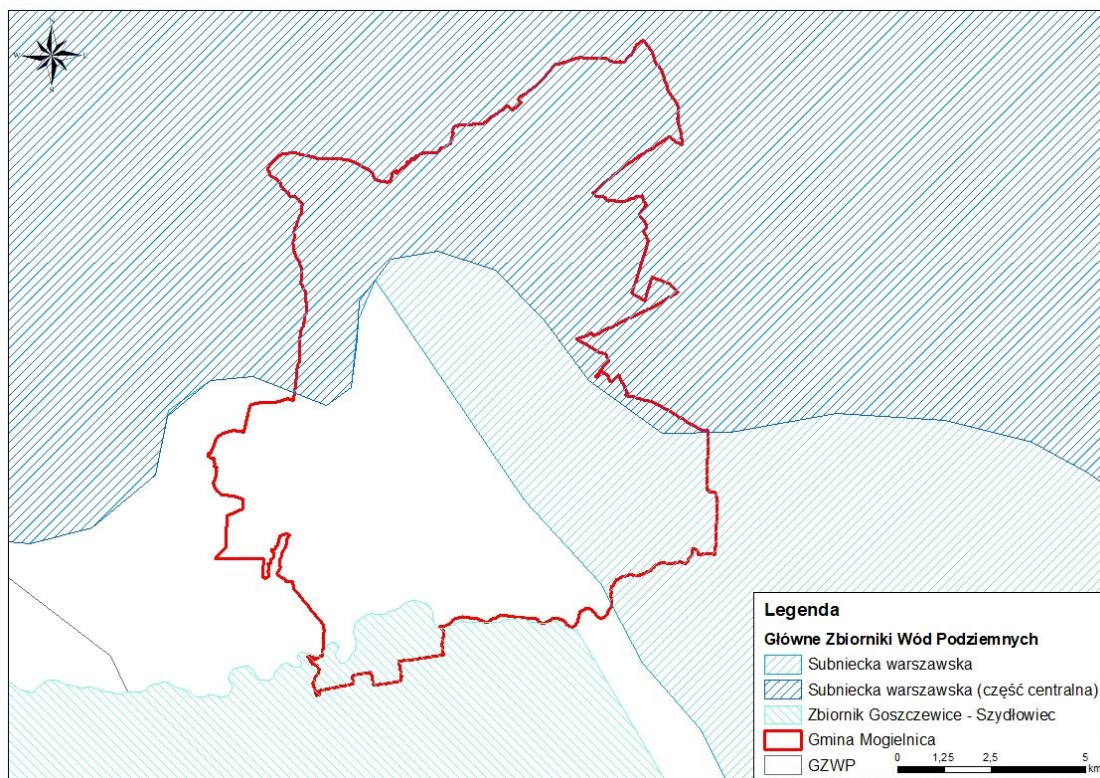 N
W
E
S
Legenda
Główne Zbiorniki Wód Podziemnych
Subniecka warszawska
Subniecka warszawska (część centralna)
Zbiornik Goszczewice - Szydłowiec
Gmina Mogielnica
GZWP
0 1,25 2,5 5
km